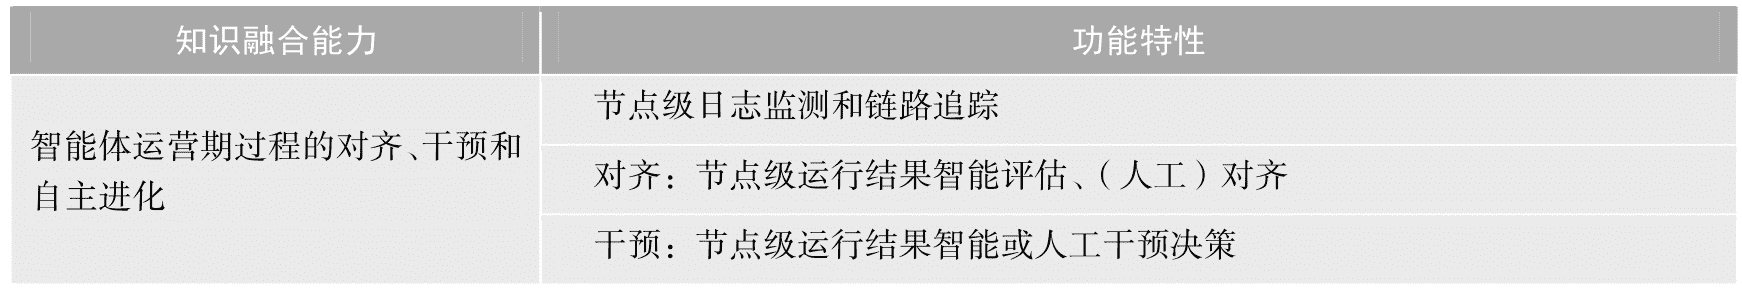 知识融合能力
功能特性
智能体运营期过程的对齐、干预和
自主进化
节点级日志监测和链路追踪
对齐：节点级运行结果智能评估、（人工）对齐
干预：节点级运行结果智能或人工干预决策